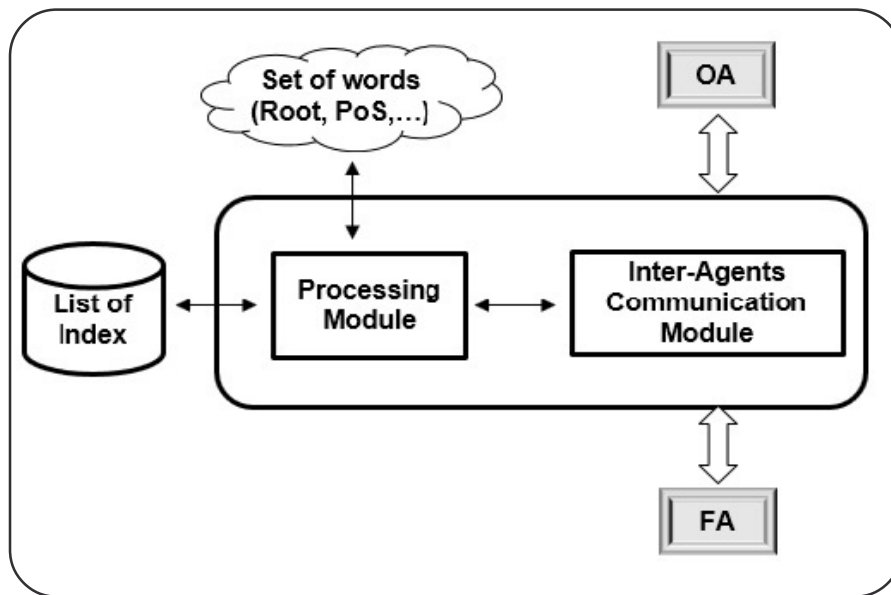 Set of words
(Root, PoS,…)
OA
List of
Index
Processing
Module
Inter-Agents
Communication
Module
FA